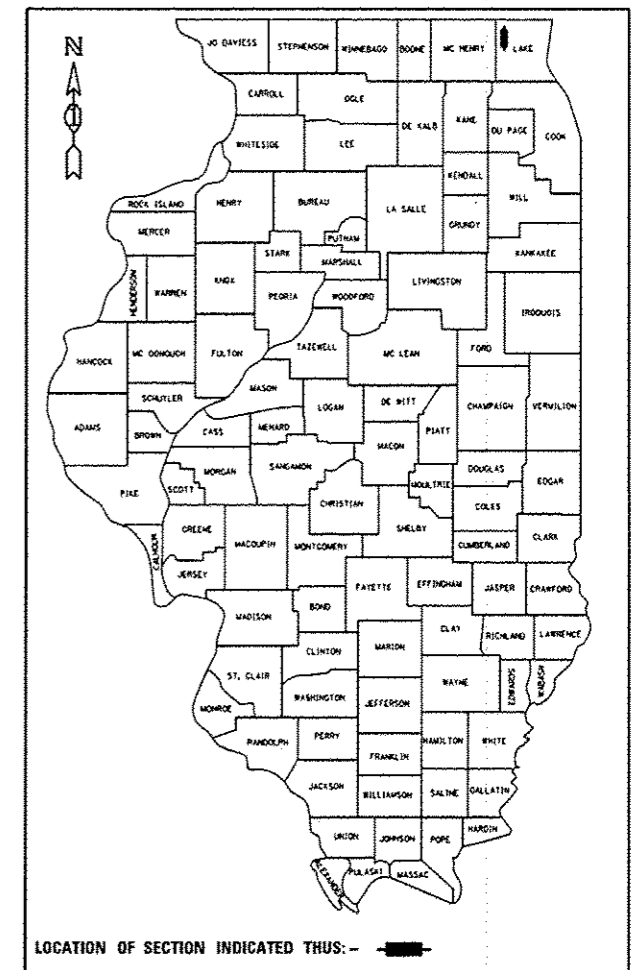 N
JO DAVIESS STEPHENSON WINNEBAGO BOONE MC HENRY LAKE
CARROLL OGLE
DE KALB KANE DU PAGE COOK
WHITESIDE LEE
KENDALL WILL
ROCK ISLAND HENRY BUREAU LA SALLE GRUNDY
MERCER PUTNAM
STARK MARSHALL KANKAKEE
HENDERSON WARREN KNOX PEORIA WOODFORD LIVINGSTON IROQUOIS
HANCOCK MC DONOUGH FULTON TAZEWELL MC LEAN FORD
MASON
SCHUYLER LOGAN DE WITT CHAMPAIGN VERMILION
ADAMS BROWN CASS MENARD PIATT
MACON
MORGAN SANGAMON DOUGLAS EDGAR
PIKE SCOTT CHRISTIAN MOULTRIE COLES
GREENE SHELBY
CALHOUN MACOUPIN MONTGOMERY CUMBERLAND CLARK
JERSEY FAYETTE EFFINGHAM JASPER CRAWFORD
MADISON BOND
CLAY RICHLAND LAWRENCE
CLINTON MARION
ST. CLAIR WAYNE EDWARDS WABASH
WASHINGTON JEFFERSON
MONROE
RANDOLPH PERRY HAMILTON WHITE
FRANKLIN
JACKSON WILLIAMSON SALINE GALLATIN
HARDIN
UNION JOHNSON POPE
ALEXANDER PULASKI MASSAC
LOCATION OF SECTION INDICATED THUS: -